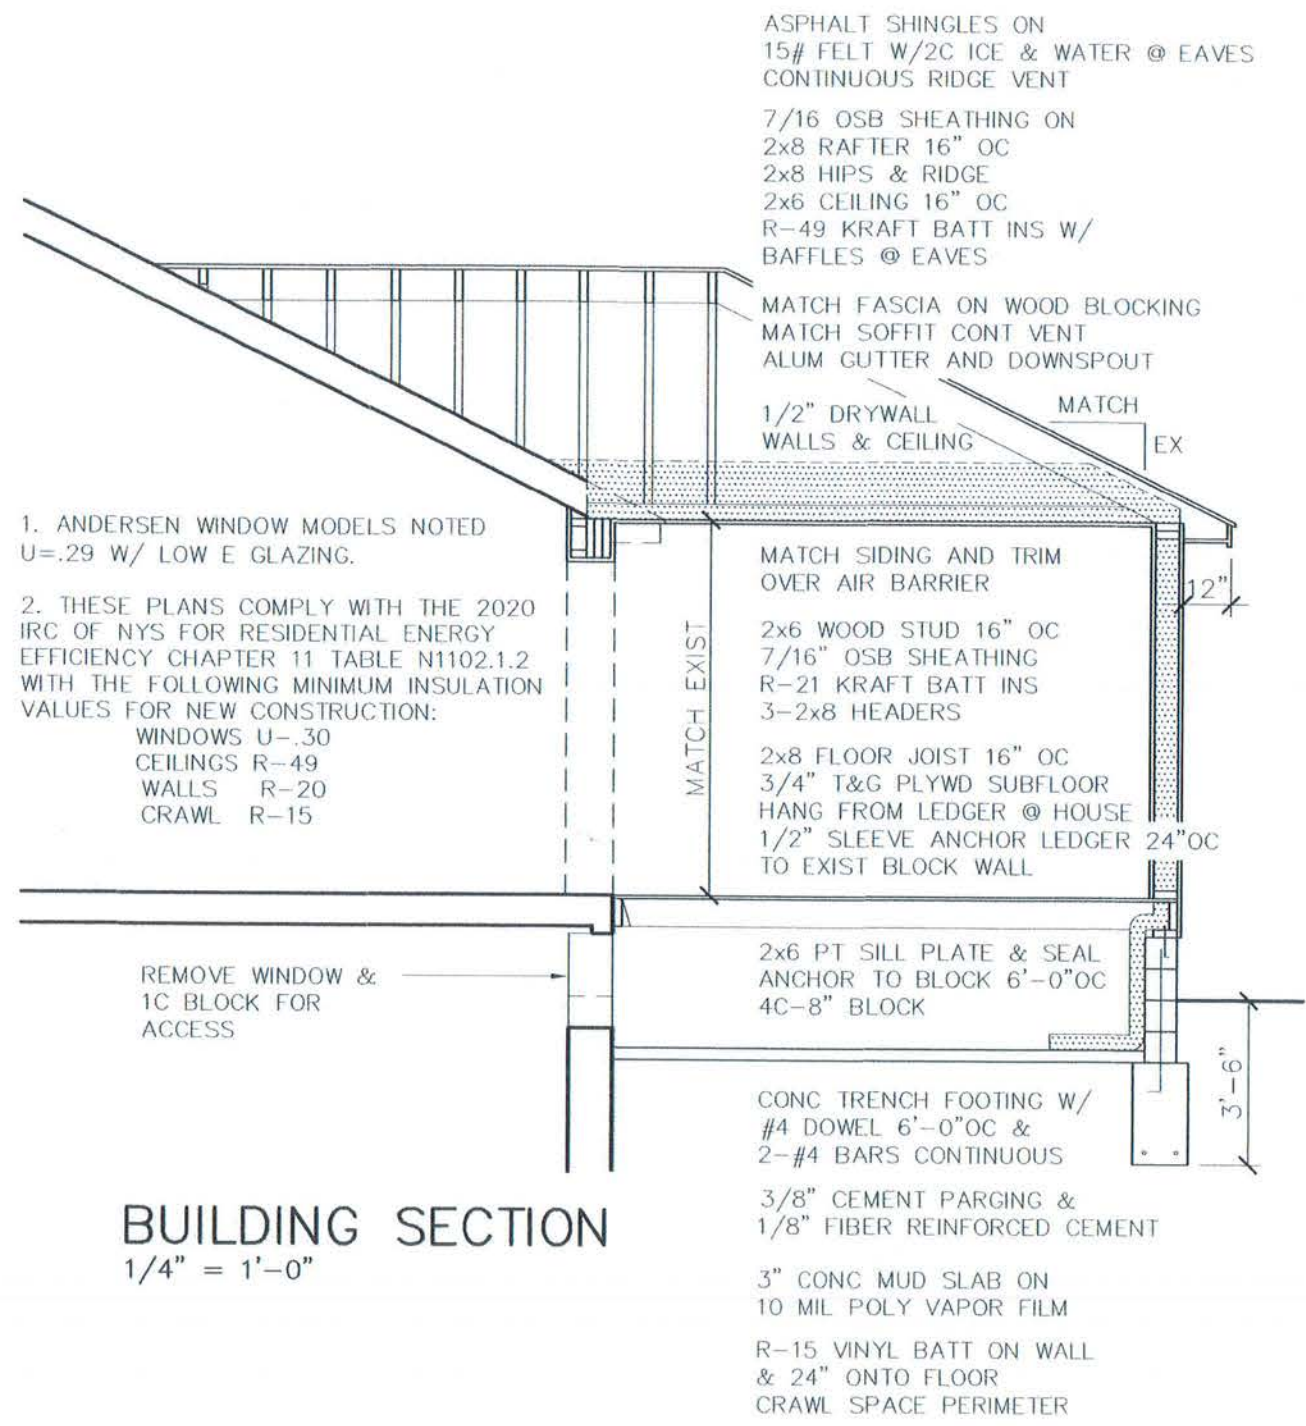 ASPHALT SHINGLES ON
15# FELT W/2C ICE & WATER @ EAVES
CONTINUOUS RIDGE VENT
7/16 OSB SHEATHING ON
2x8 RAFTER 16" OC
2x8 HIPS & RIDGE
2x6 CEILING 16" OC
R-49 KRAFT BATT INS W/
BAFFLES @ EAVES
MATCH FASCIA ON WOOD BLOCKING
MATCH SOFFIT CONT VENT
ALUM GUTTER AND DOWNSPOUT
1/2" DRYWALL
WALLS & CEILING
MATCH
EX
1. ANDERSEN WINDOW MODELS NOTED
U=.29 W/ LOW E GLAZING.
2. THESE PLANS COMPLY WITH THE 2020
IRC OF NYS FOR RESIDENTIAL ENERGY
EFFICIENCY CHAPTER 11 TABLE N1102.1.2
WITH THE FOLLOWING MINIMUM INSULATION
VALUES FOR NEW CONSTRUCTION:
WINDOWS U-.30
CEILINGS R-49
WALLS R-20
CRAWL R-15
MATCH EXIST
MATCH SIDING AND TRIM
OVER AIR BARRIER
12"
2x6 WOOD STUD 16" OC
7/16" OSB SHEATHING
R-21 KRAFT BATT INS
3-2x8 HEADERS
2x8 FLOOR JOIST 16" OC
3/4" T&G PLYWD SUBFLOOR
HANG FROM LEDGER @ HOUSE
1/2" SLEEVE ANCHOR LEDGER 24"OC
TO EXIST BLOCK WALL
REMOVE WINDOW &
1C BLOCK FOR
ACCESS
2x6 PT SILL PLATE & SEAL
ANCHOR TO BLOCK 6'-0"OC
4C-8" BLOCK
3'-6"
CONC TRENCH FOOTING W/
#4 DOWEL 6'-0"OC &
2-#4 BARS CONTINUOUS
3/8" CEMENT PARGING &
1/8" FIBER REINFORCED CEMENT
3" CONC MUD SLAB ON
10 MIL POLY VAPOR FILM
R-15 VINYL BATT ON WALL
& 24" ONTO FLOOR
CRAWL SPACE PERIMETER
BUILDING SECTION
1/4" = 1'-0"